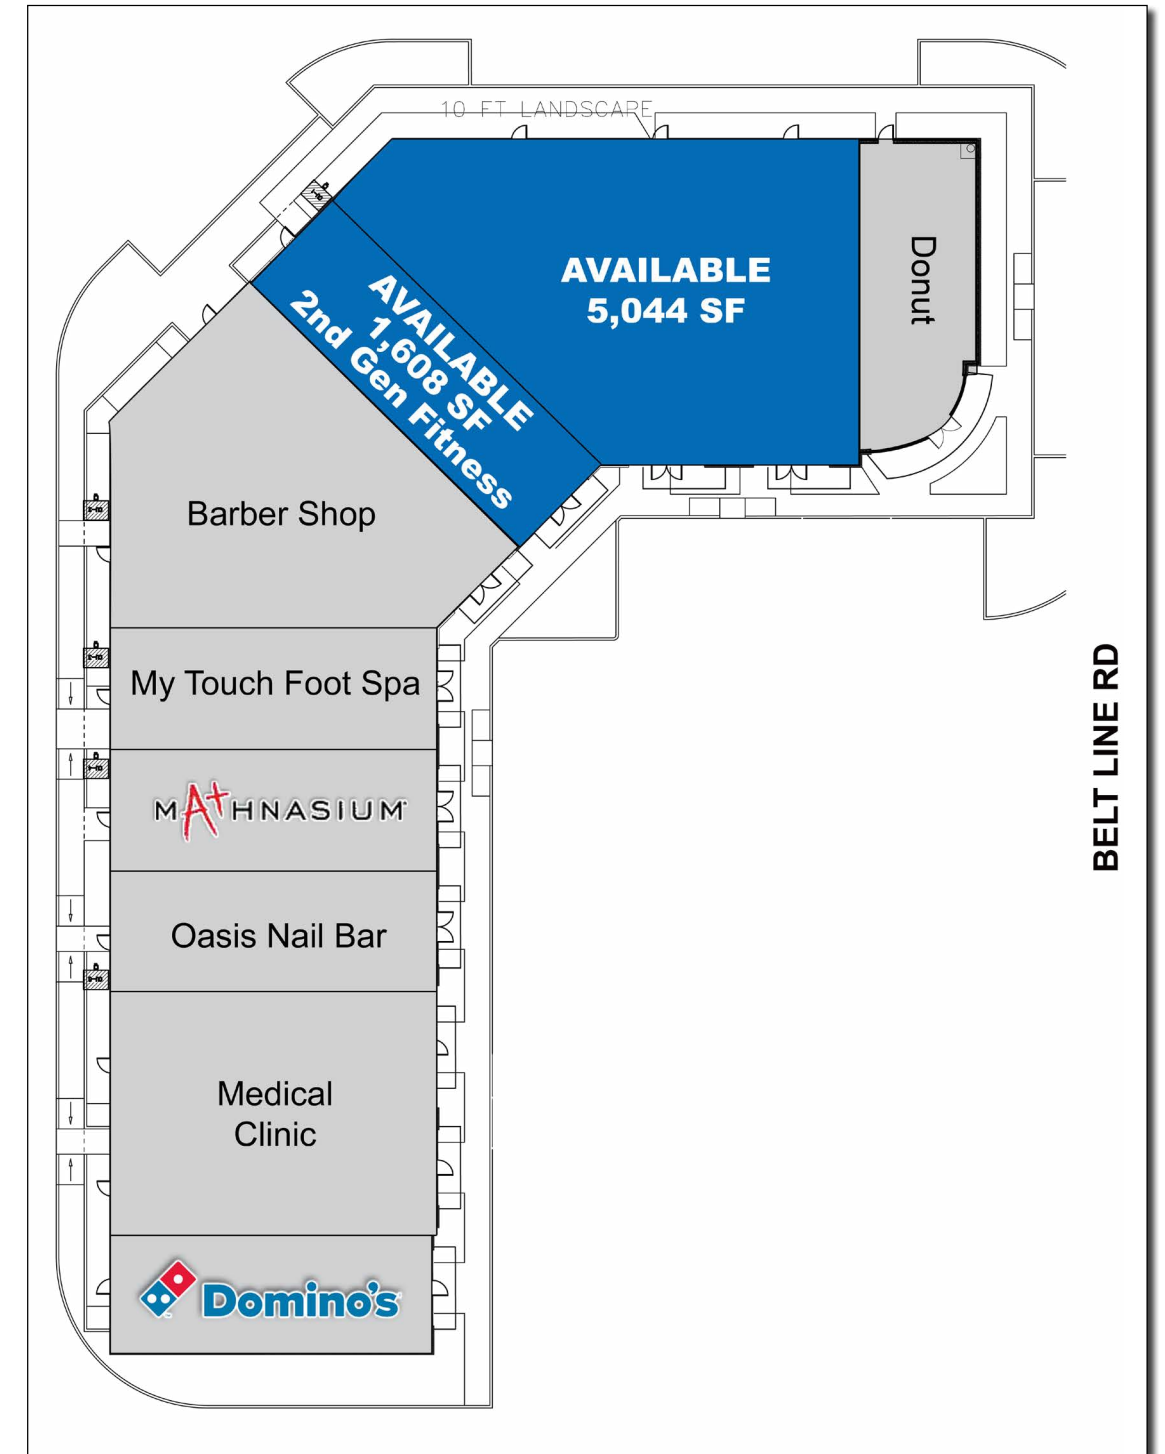 10 FT LANDSCAPE
AVAILABLE
5,044 SF
Donut
AVAILABLE
1,608 SF
2nd Gen Fitness
Barber Shop
My Touch Foot Spa
MATHNASIUM
Oasis Nail Bar
Medical
Clinic
Domino's
BELT LINE RD